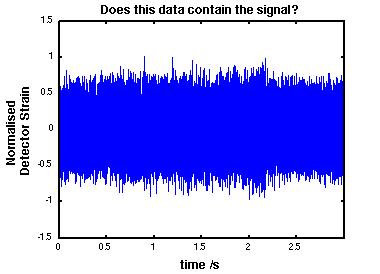 Does this data contain the signal?
1.5
1
0.5
0
-0.5
-1
-1.5
Normalised
Detector Strain
0 0.5 1 1.5 2 2.5
time /s